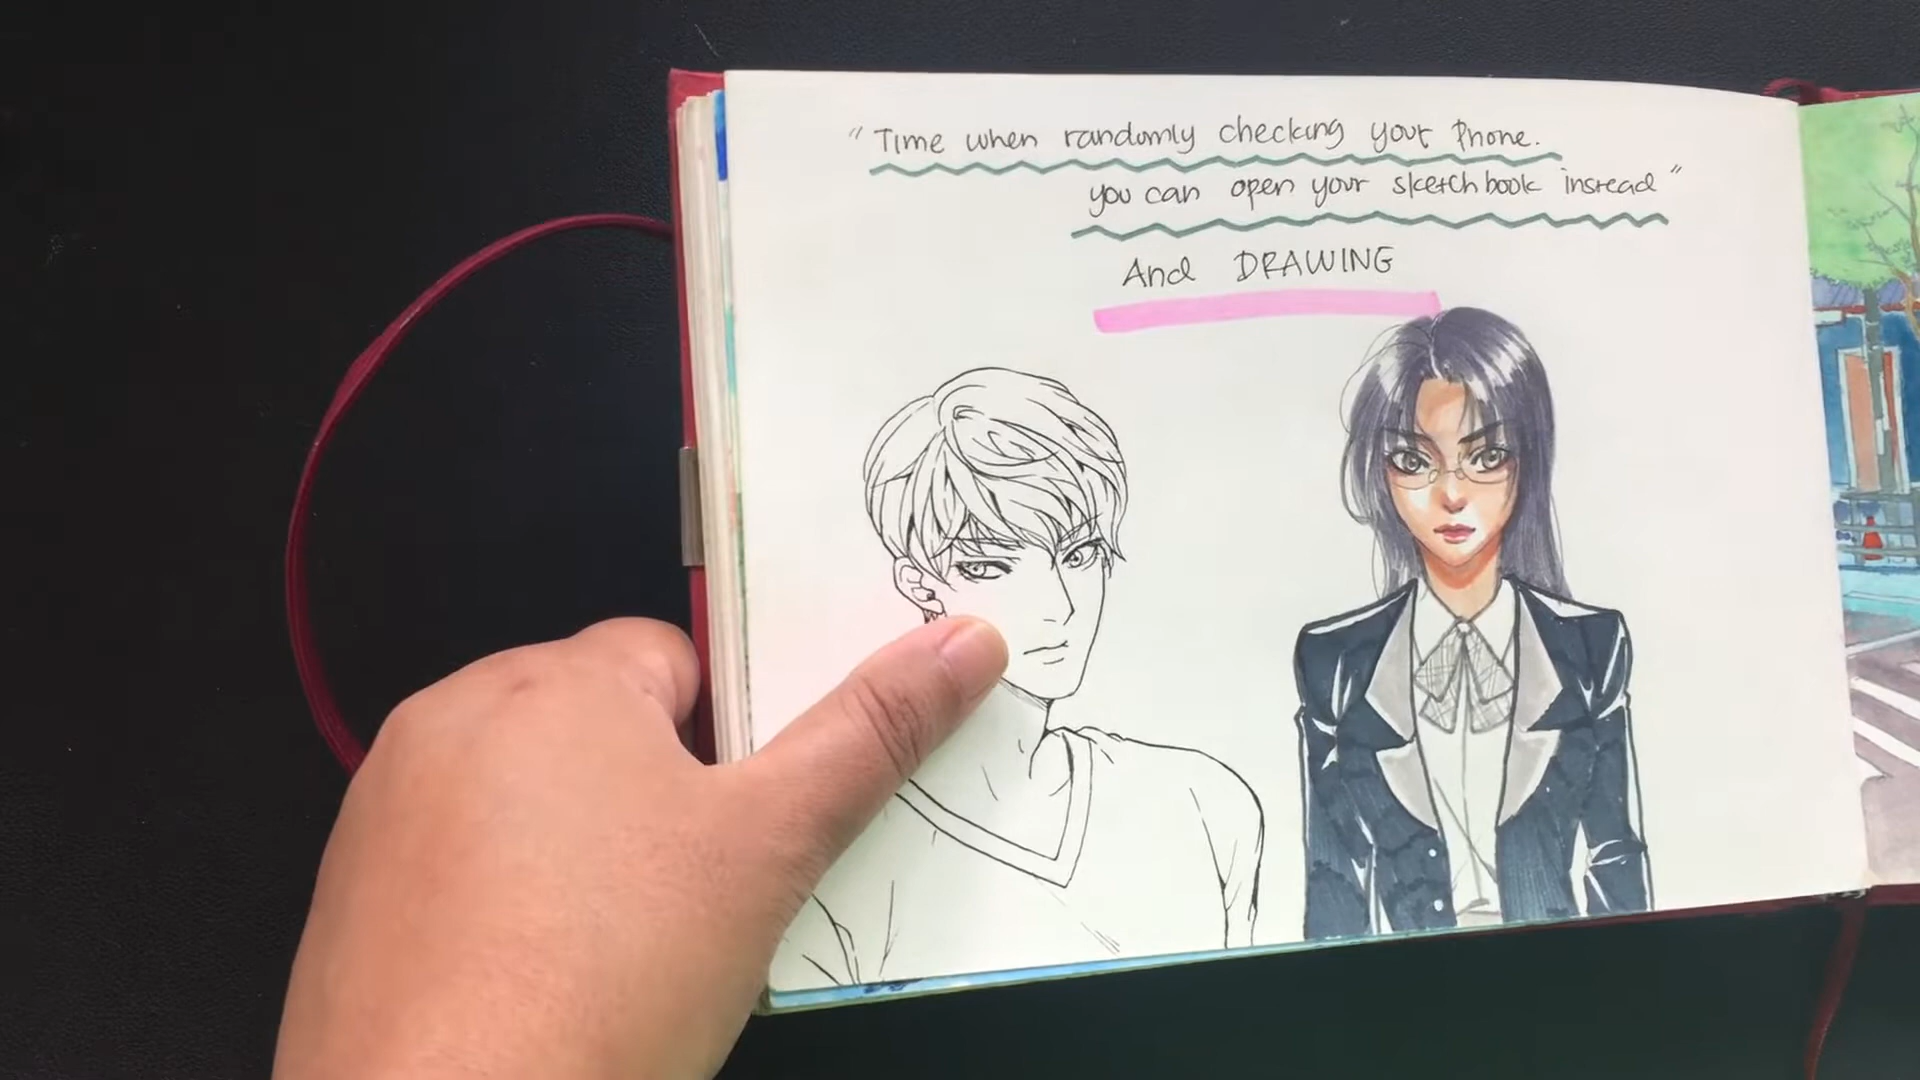 "Time when randomly checking your Phone.
you can open your sketchbook instead"
And DRAWING